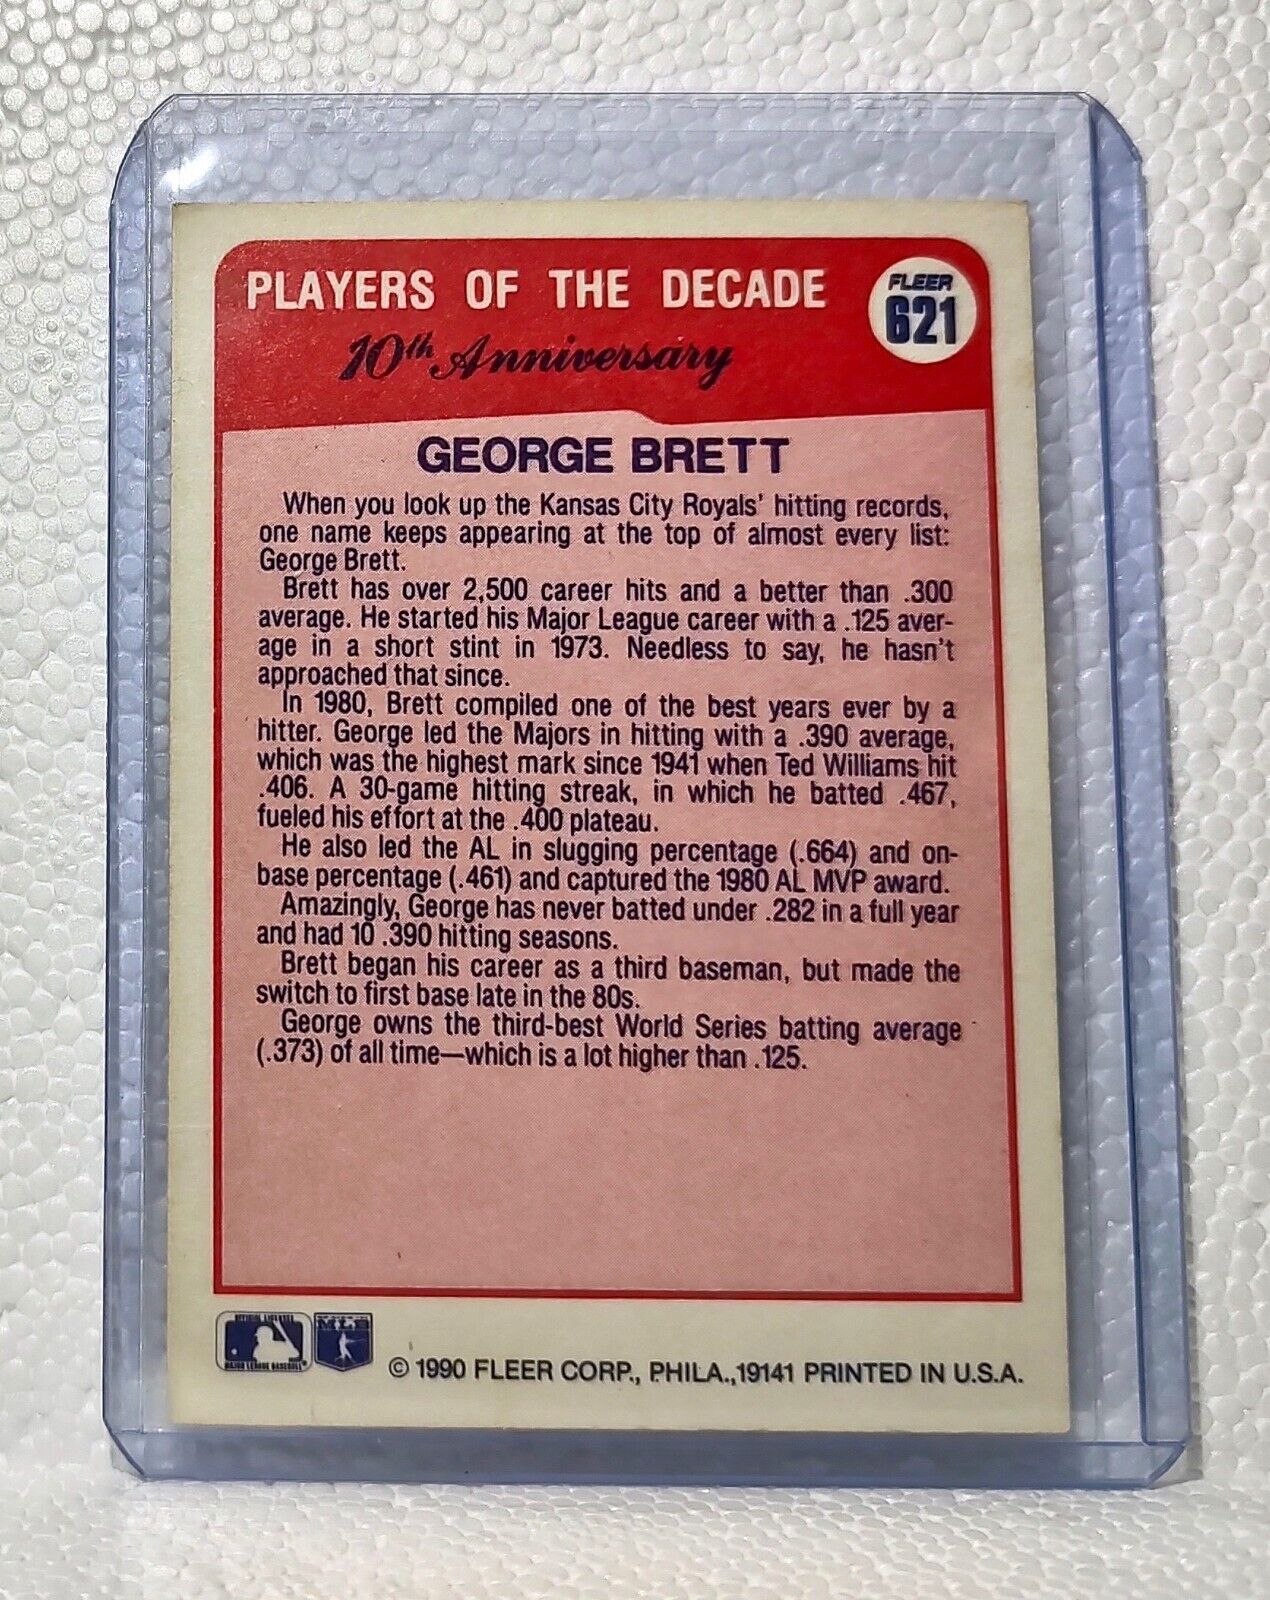 PLAYERS OF THE DECADE
10th Anniversary
FLEER
621
GEORGE BRETT
When you look up the Kansas City Royals' hitting records,
one name keeps appearing at the top of almost every list:
George Brett.
Brett has over 2,500 career hits and a better than .300
average. He started his Major League career with a .125 aver-
age in a short stint in 1973. Needless to say, he hasn't
approached that since.
In 1980, Brett compiled one of the best years ever by a
hitter. George led the Majors in hitting with a .390 average,
which was the highest mark since 1941 when Ted Williams hit
.406. A 30-game hitting streak, in which he batted .467,
fueled his effort at the .400 plateau.
He also led the AL in slugging percentage (.664) and on-
base percentage (.461) and captured the 1980 AL MVP award.
Amazingly, George has never batted under .282 in a full year
and had 10 .390 hitting seasons.
Brett began his career as a third baseman, but made the
switch to first base late in the 80s.
George owns the third-best World Series batting average
(.373) of all time—which is a lot higher than .125.
OFFICIAL LICENSEE
MAJOR LEAGUE BASEBALL
MLB
© 1990 FLEER CORP., PHILA.,19141 PRINTED IN U.S.A.